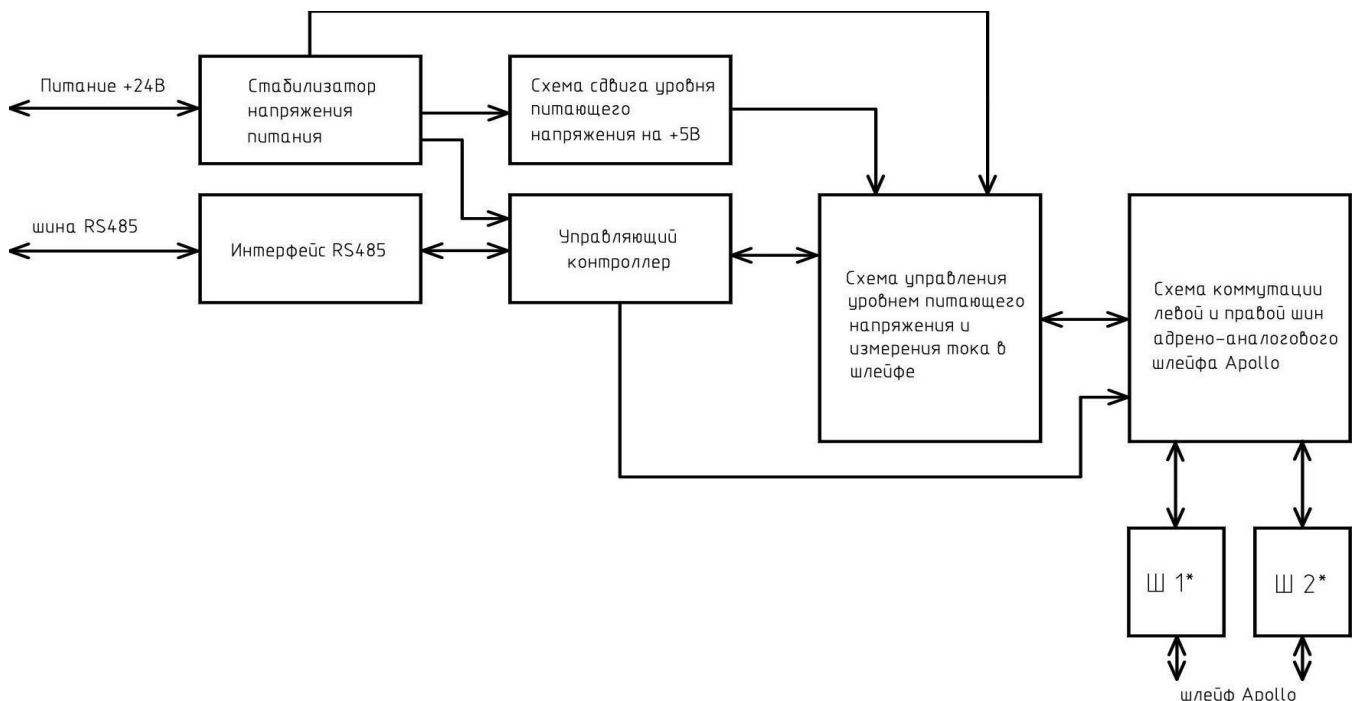 Питание +24В
Стабилизатор
напряжения
питания
Схема сдвига уровня
питающего
напряжения на +5В
шина RS485
Интерфейс RS485
Управляющий
контроллер
Схема управления
уровнем питающего
напряжения и
измерения тока в
шлейфе
Схема коммутации
левой и правой шин
адрено-аналогового
шлейфа Apollo
Ш 1*
Ш 2*
шлейф Apollo